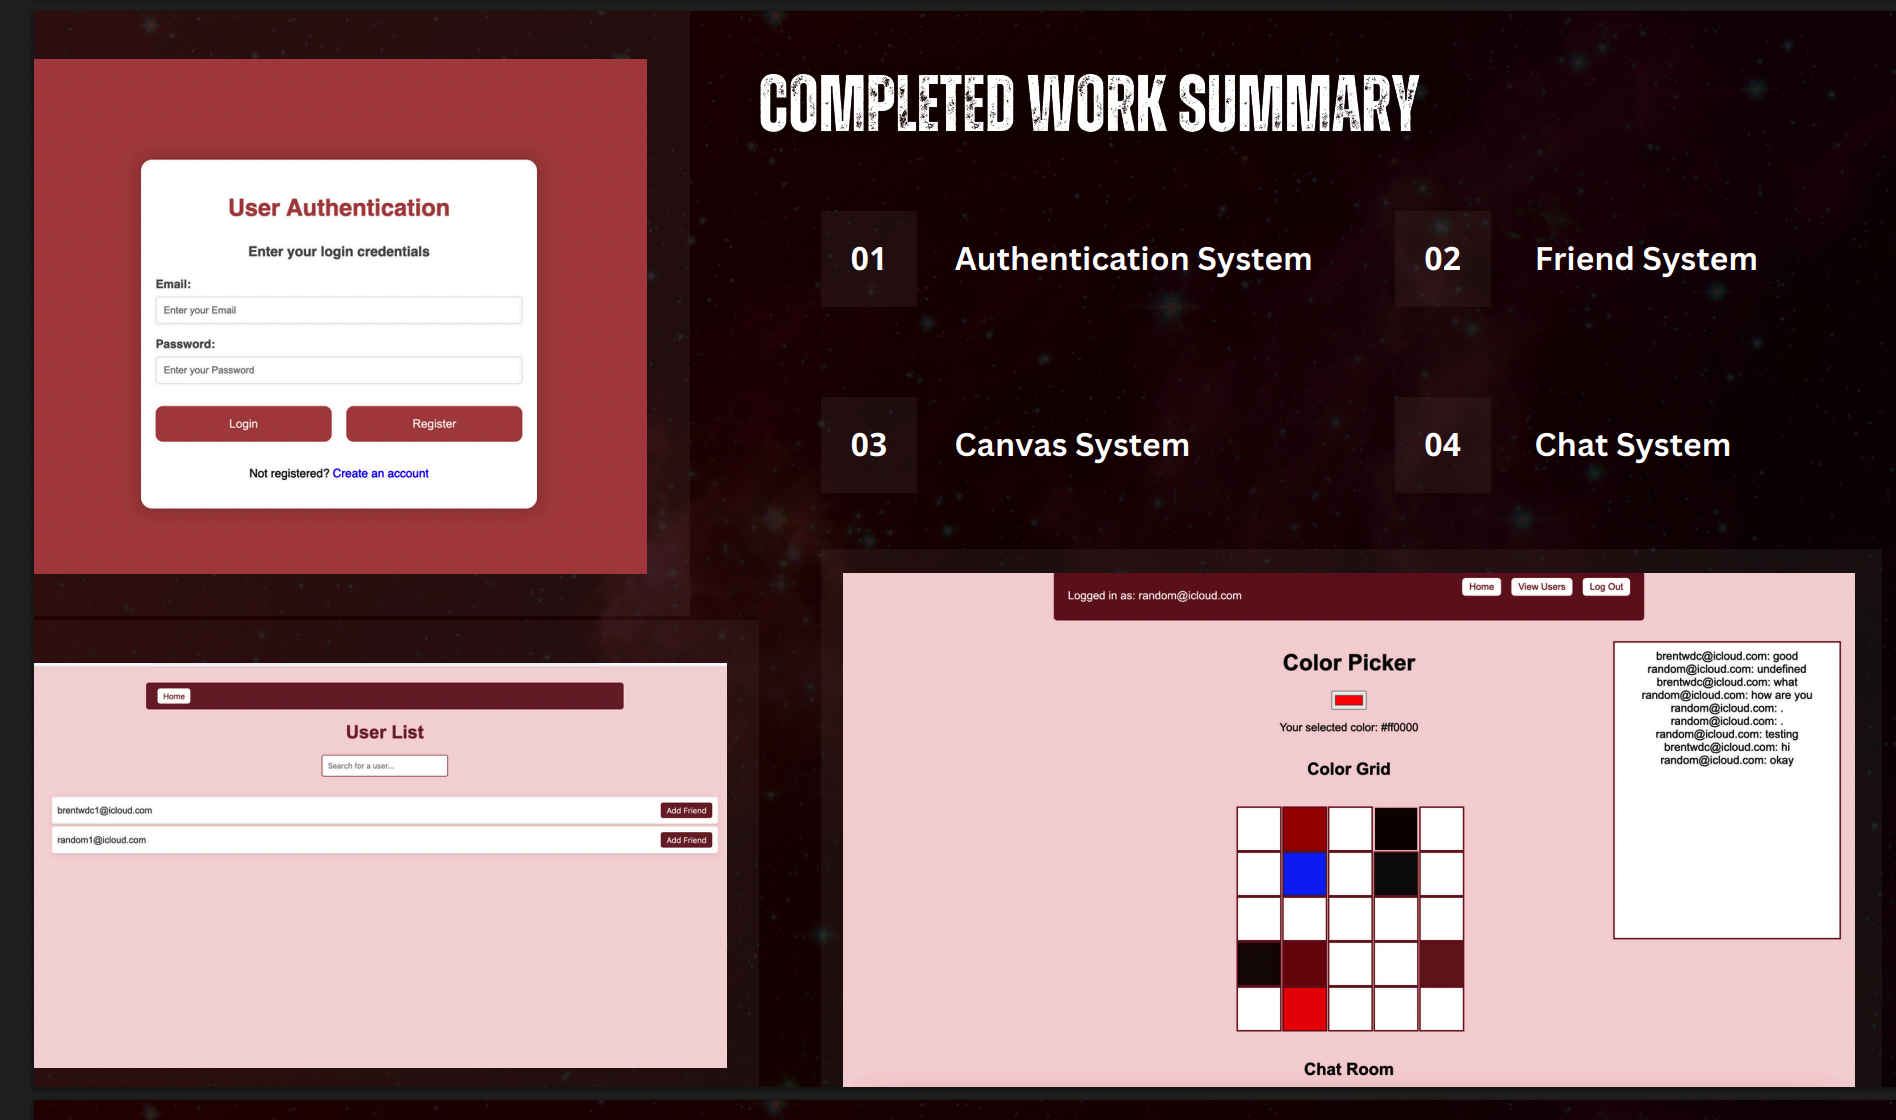 COMPLETED WORK SUMMARY
01 Authentication System
02 Friend System
03 Canvas System
04 Chat System
User Authentication
Enter your login credentials
Email:
Enter your Email
Password:
Enter your Password
Login
Register
Not registered? Create an account
Home
User List
Search for a user...
brentwdc1@icloud.com
Add Friend
random1@icloud.com
Add Friend
Logged in as: random@icloud.com
Home
View Users
Log Out
Color Picker
Your selected color: #ff0000
Color Grid
Chat Room
brentwdc@icloud.com: good
random@icloud.com: undefined
brentwdc@icloud.com: what
random@icloud.com: how are you
random@icloud.com: .
random@icloud.com: .
random@icloud.com: testing
brentwdc@icloud.com: hi
random@icloud.com: okay